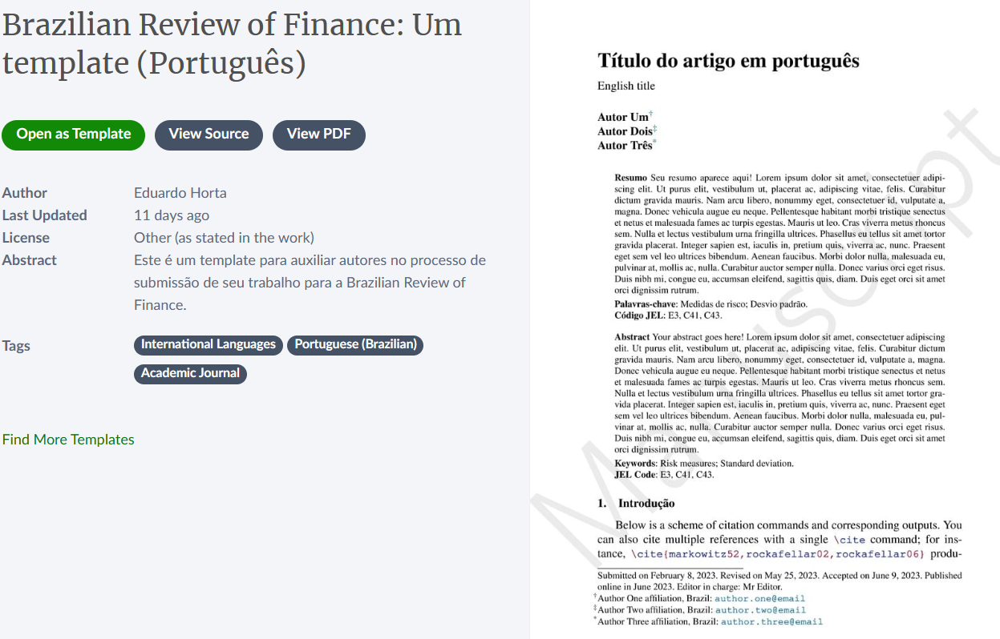 Brazilian Review of Finance: Um
template (Português)
Open as Template
View Source
View PDF
Author Eduardo Horta
Last Updated 11 days ago
License Other (as stated in the work)
Abstract Este é um template para auxiliar autores no processo de
submissão de seu trabalho para a Brazilian Review of
Finance.
Tags International Languages Portuguese (Brazilian)
Academic Journal
Find More Templates
Título do artigo em português
English title
Autor Um†
Autor Dois‡
Autor Três*
Resumo Seu resumo aparece aqui! Lorem ipsum dolor sit amet, consectetuer adipi-
scing elit. Ut purus elit, vestibulum ut, placerat ac, adipiscing vitae, felis. Curabitur
dictum gravida mauris. Nam arcu libero, nonummy eget, consectetuer id, vulputate a,
magna. Donec vehicula augue eu neque. Pellentesque habitant morbi tristique senectus
et netus et malesuada fames ac turpis egestas. Mauris ut leo. Cras viverra metus rhoncus
sem. Nulla et lectus vestibulum urna fringilla ultrices. Phasellus eu tellus sit amet tortor
gravida placerat. Integer sapien est, iaculis in, pretium quis, viverra ac, nunc. Praesent
eget sem vel leo ultrices bibendum. Aenean faucibus. Morbi dolor nulla, malesuada eu,
pulvinar at, mollis ac, nulla. Curabitur auctor semper nulla. Donec varius orci eget risus.
Duis nibh mi, congue eu, accumsan eleifend, sagittis quis, diam. Duis eget orci sit amet
orci dignissim rutrum.
Palavras-chave: Medidas de risco; Desvio padrão.
Código JEL: E3, C41, C43.
Abstract Your abstract goes here! Lorem ipsum dolor sit amet, consectetuer adipiscing
elit. Ut purus elit, vestibulum ut, placerat ac, adipiscing vitae, felis. Curabitur dictum
gravida mauris. Nam arcu libero, nonummy eget, consectetuer id, vulputate a, magna.
Donec vehicula augue eu neque. Pellentesque habitant morbi tristique senectus et netus
et malesuada fames ac turpis egestas. Mauris ut leo. Cras viverra metus rhoncus sem.
Nulla et lectus vestibulum urna fringilla ultrices. Phasellus eu tellus sit amet tortor gra-
vida placerat. Integer sapien est, iaculis in, pretium quis, viverra ac, nunc. Praesent eget
sem vel leo ultrices bibendum. Aenean faucibus. Morbi dolor nulla, malesuada eu, pul-
vinar at, mollis ac, nulla. Curabitur auctor semper nulla. Donec varius orci eget risus.
Duis nibh mi, congue eu, accumsan eleifend, sagittis quis, diam. Duis eget orci sit amet
orci dignissim rutrum.
Keywords: Risk measures; Standard deviation.
JEL Code: E3, C41, C43.
1. Introdução
Below is a scheme of citation commands and corresponding outputs. You
can also cite multiple references with a single \cite command; for ins-
tance, \cite{markowitz52,rockafellar02,rockafellar06} produ-
Submitted on February 8, 2023. Revised on May 25, 2023. Accepted on June 9, 2023. Published
online in June 2023. Editor in charge: Mr Editor.
†Author One affiliation, Brazil: author.one@email
‡Author Two affiliation, Brazil: author.two@email
*Author Three affiliation, Brazil: author.three@email
Manuscript